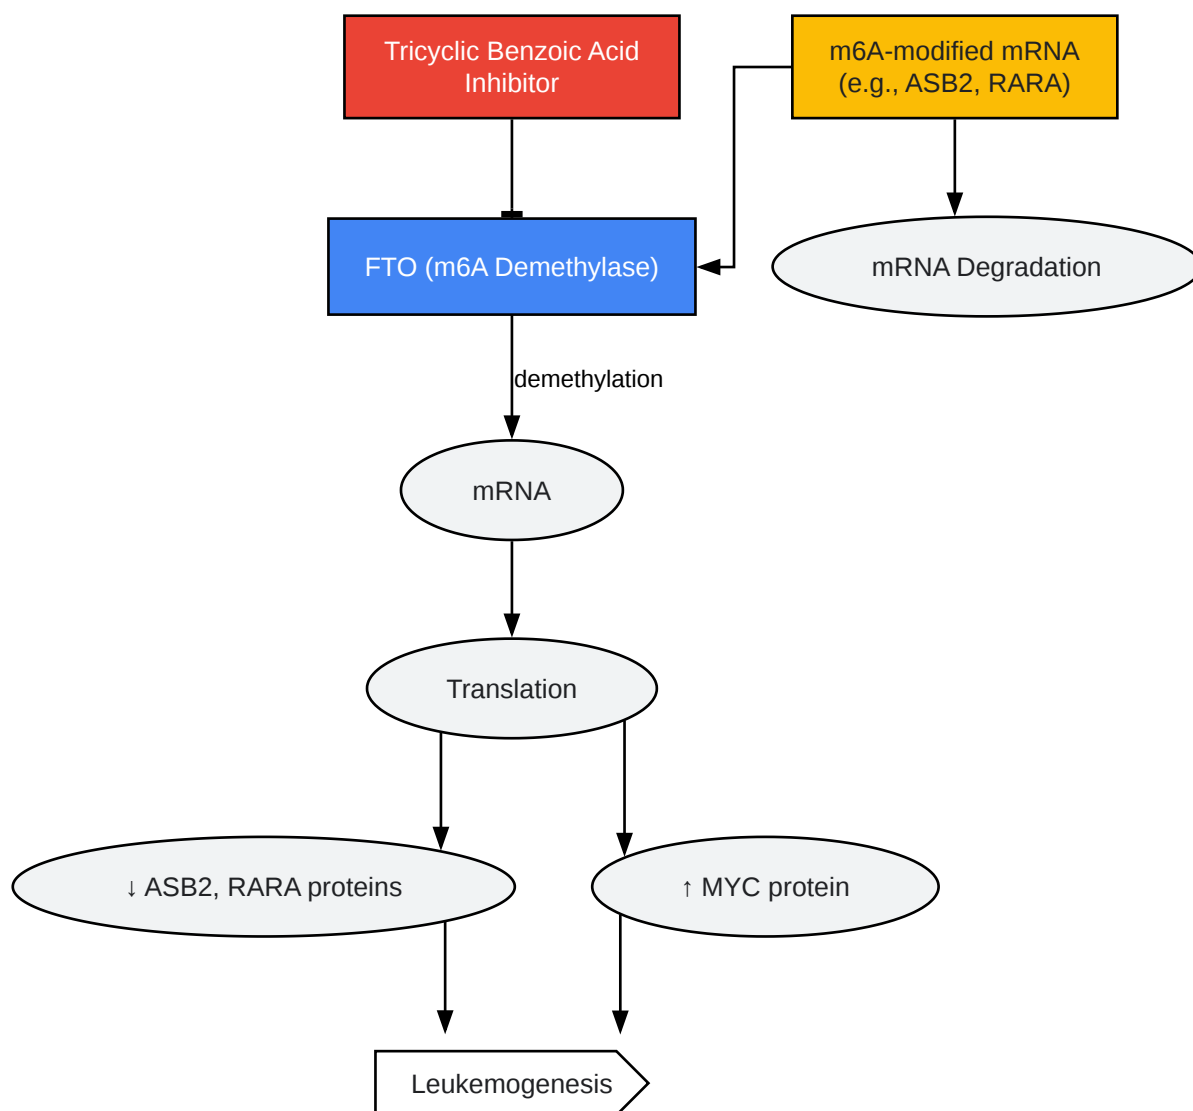 Tricyclic Benzoic Acid
Inhibitor
m6A-modified mRNA
(e.g., ASB2, RARA)
FTO (m6A Demethylase)
mRNA Degradation
demethylation
mRNA
Translation
↓ ASB2, RARA proteins
↑ MYC protein
Leukemogenesis